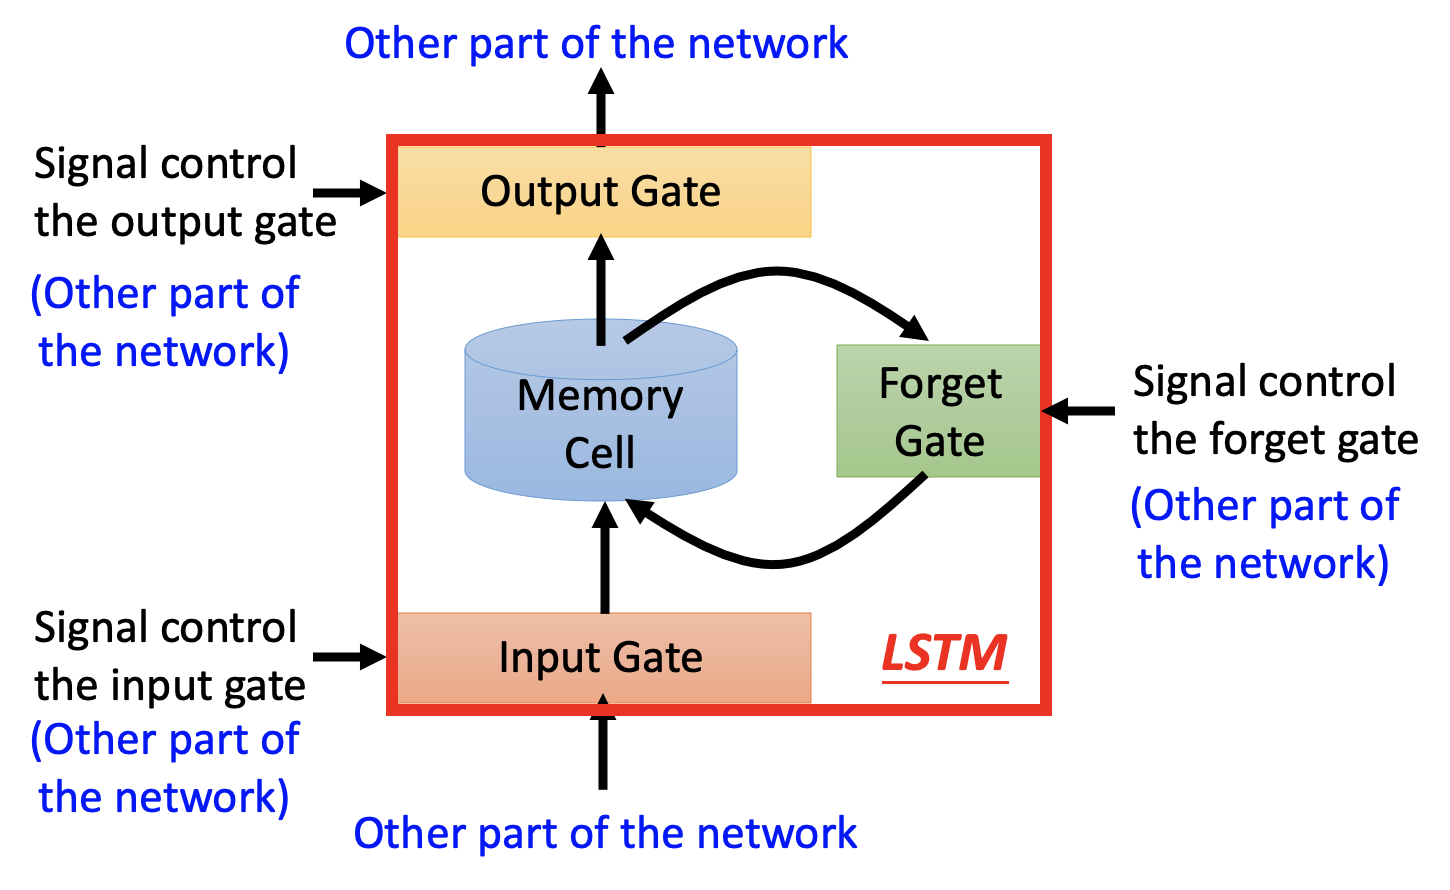 Other part of the network
Signal control
the output gate
(Other part of
the network)
Output Gate
Memory
Cell
Forget
Gate
Signal control
the forget gate
(Other part of
the network)
Signal control
the input gate
(Other part of
the network)
Input Gate
LSTM
Other part of the network